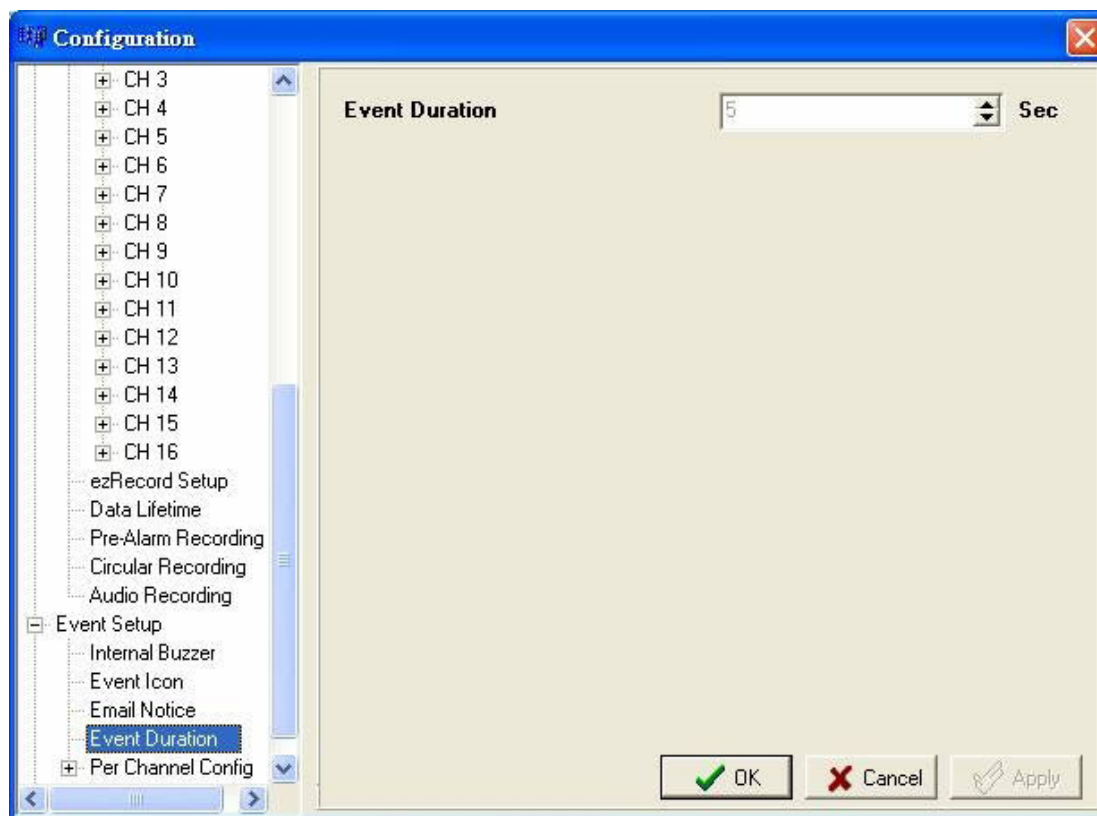 Configuration
CH 3
CH 4
CH 5
CH 6
CH 7
CH 8
CH 9
CH 10
CH 11
CH 12
CH 13
CH 14
CH 15
CH 16
ezRecord Setup
Data Lifetime
Pre-Alarm Recording
Circular Recording
Audio Recording
Event Setup
Internal Buzzer
Event Icon
Email Notice
Event Duration
Per Channel Config
Event Duration 5 Sec
OK Cancel Apply